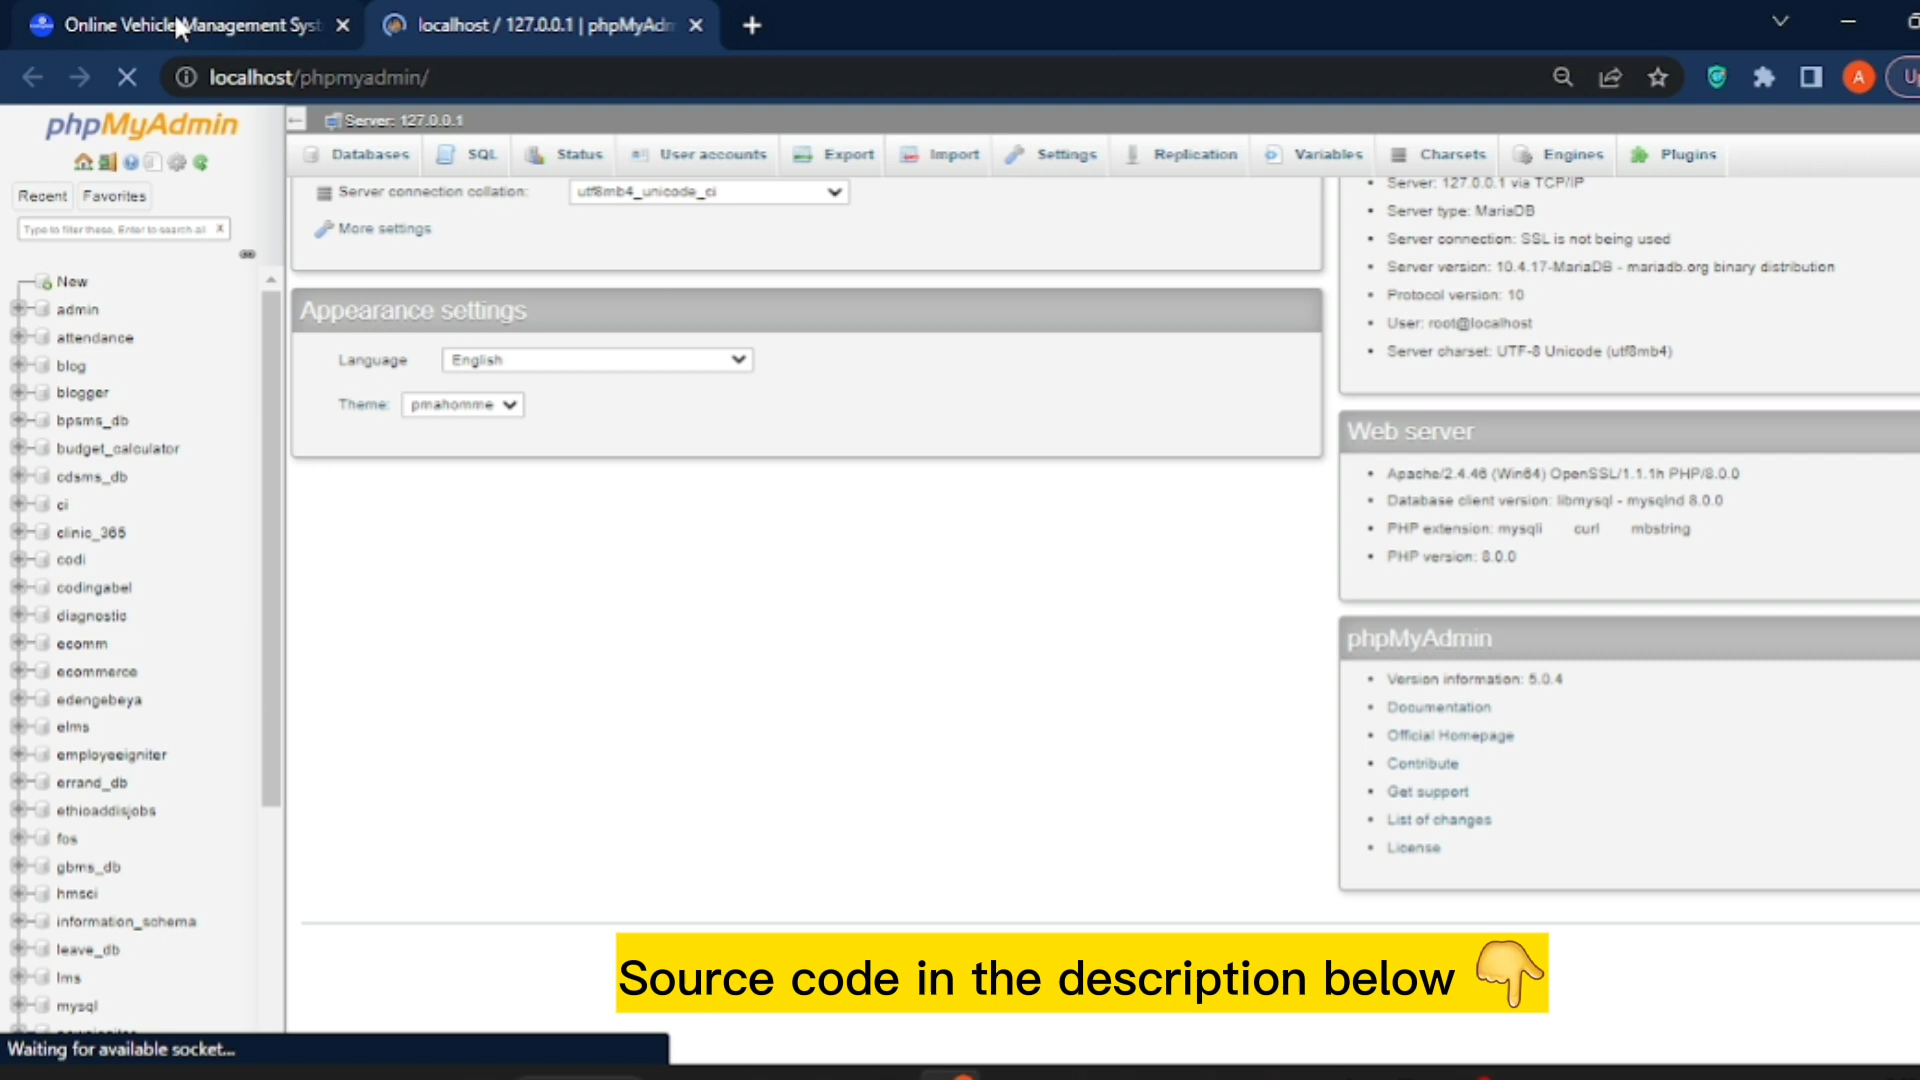 Online Vehicle Management Syst
localhost / 127.0.0.1 | phpMyAdm
localhost/phpmyadmin/
A
Up
phpMyAdmin
Recent
Favorites
Type to filter these, Enter to search all
X
New
admin
attendance
blog
blogger
bpsms_db
budget_calculator
cdsms_db
ci
clinic_365
codi
codingabel
diagnostic
ecomm
ecommerce
edengebeya
elms
employeeigniter
errand_db
ethioaddisjobs
fos
gbms_db
hmsci
information_schema
leave_db
lms
mysql
Server: 127.0.0.1
Databases
SQL
Status
User accounts
Export
Import
Settings
Replication
Variables
Charsets
Engines
Plugins
Server connection collation:
utf8mb4_unicode_ci
More settings
Appearance settings
Language
English
Theme:
pmahomme
• Server: 127.0.0.1 via TCP/IP
• Server type: MariaDB
• Server connection: SSL is not being used
• Server version: 10.4.17-MariaDB - mariadb.org binary distribution
• Protocol version: 10
• User: root@localhost
• Server charset: UTF-8 Unicode (utf8mb4)
Web server
• Apache/2.4.46 (Win64) OpenSSL/1.1.1h PHP/8.0.0
• Database client version: libmysql - mysqlnd 8.0.0
• PHP extension: mysqli curl mbstring
• PHP version: 8.0.0
phpMyAdmin
• Version information: 5.0.4
• Documentation
• Official Homepage
• Contribute
• Get support
• List of changes
• License
Source code in the description below 👇
Waiting for available socket...